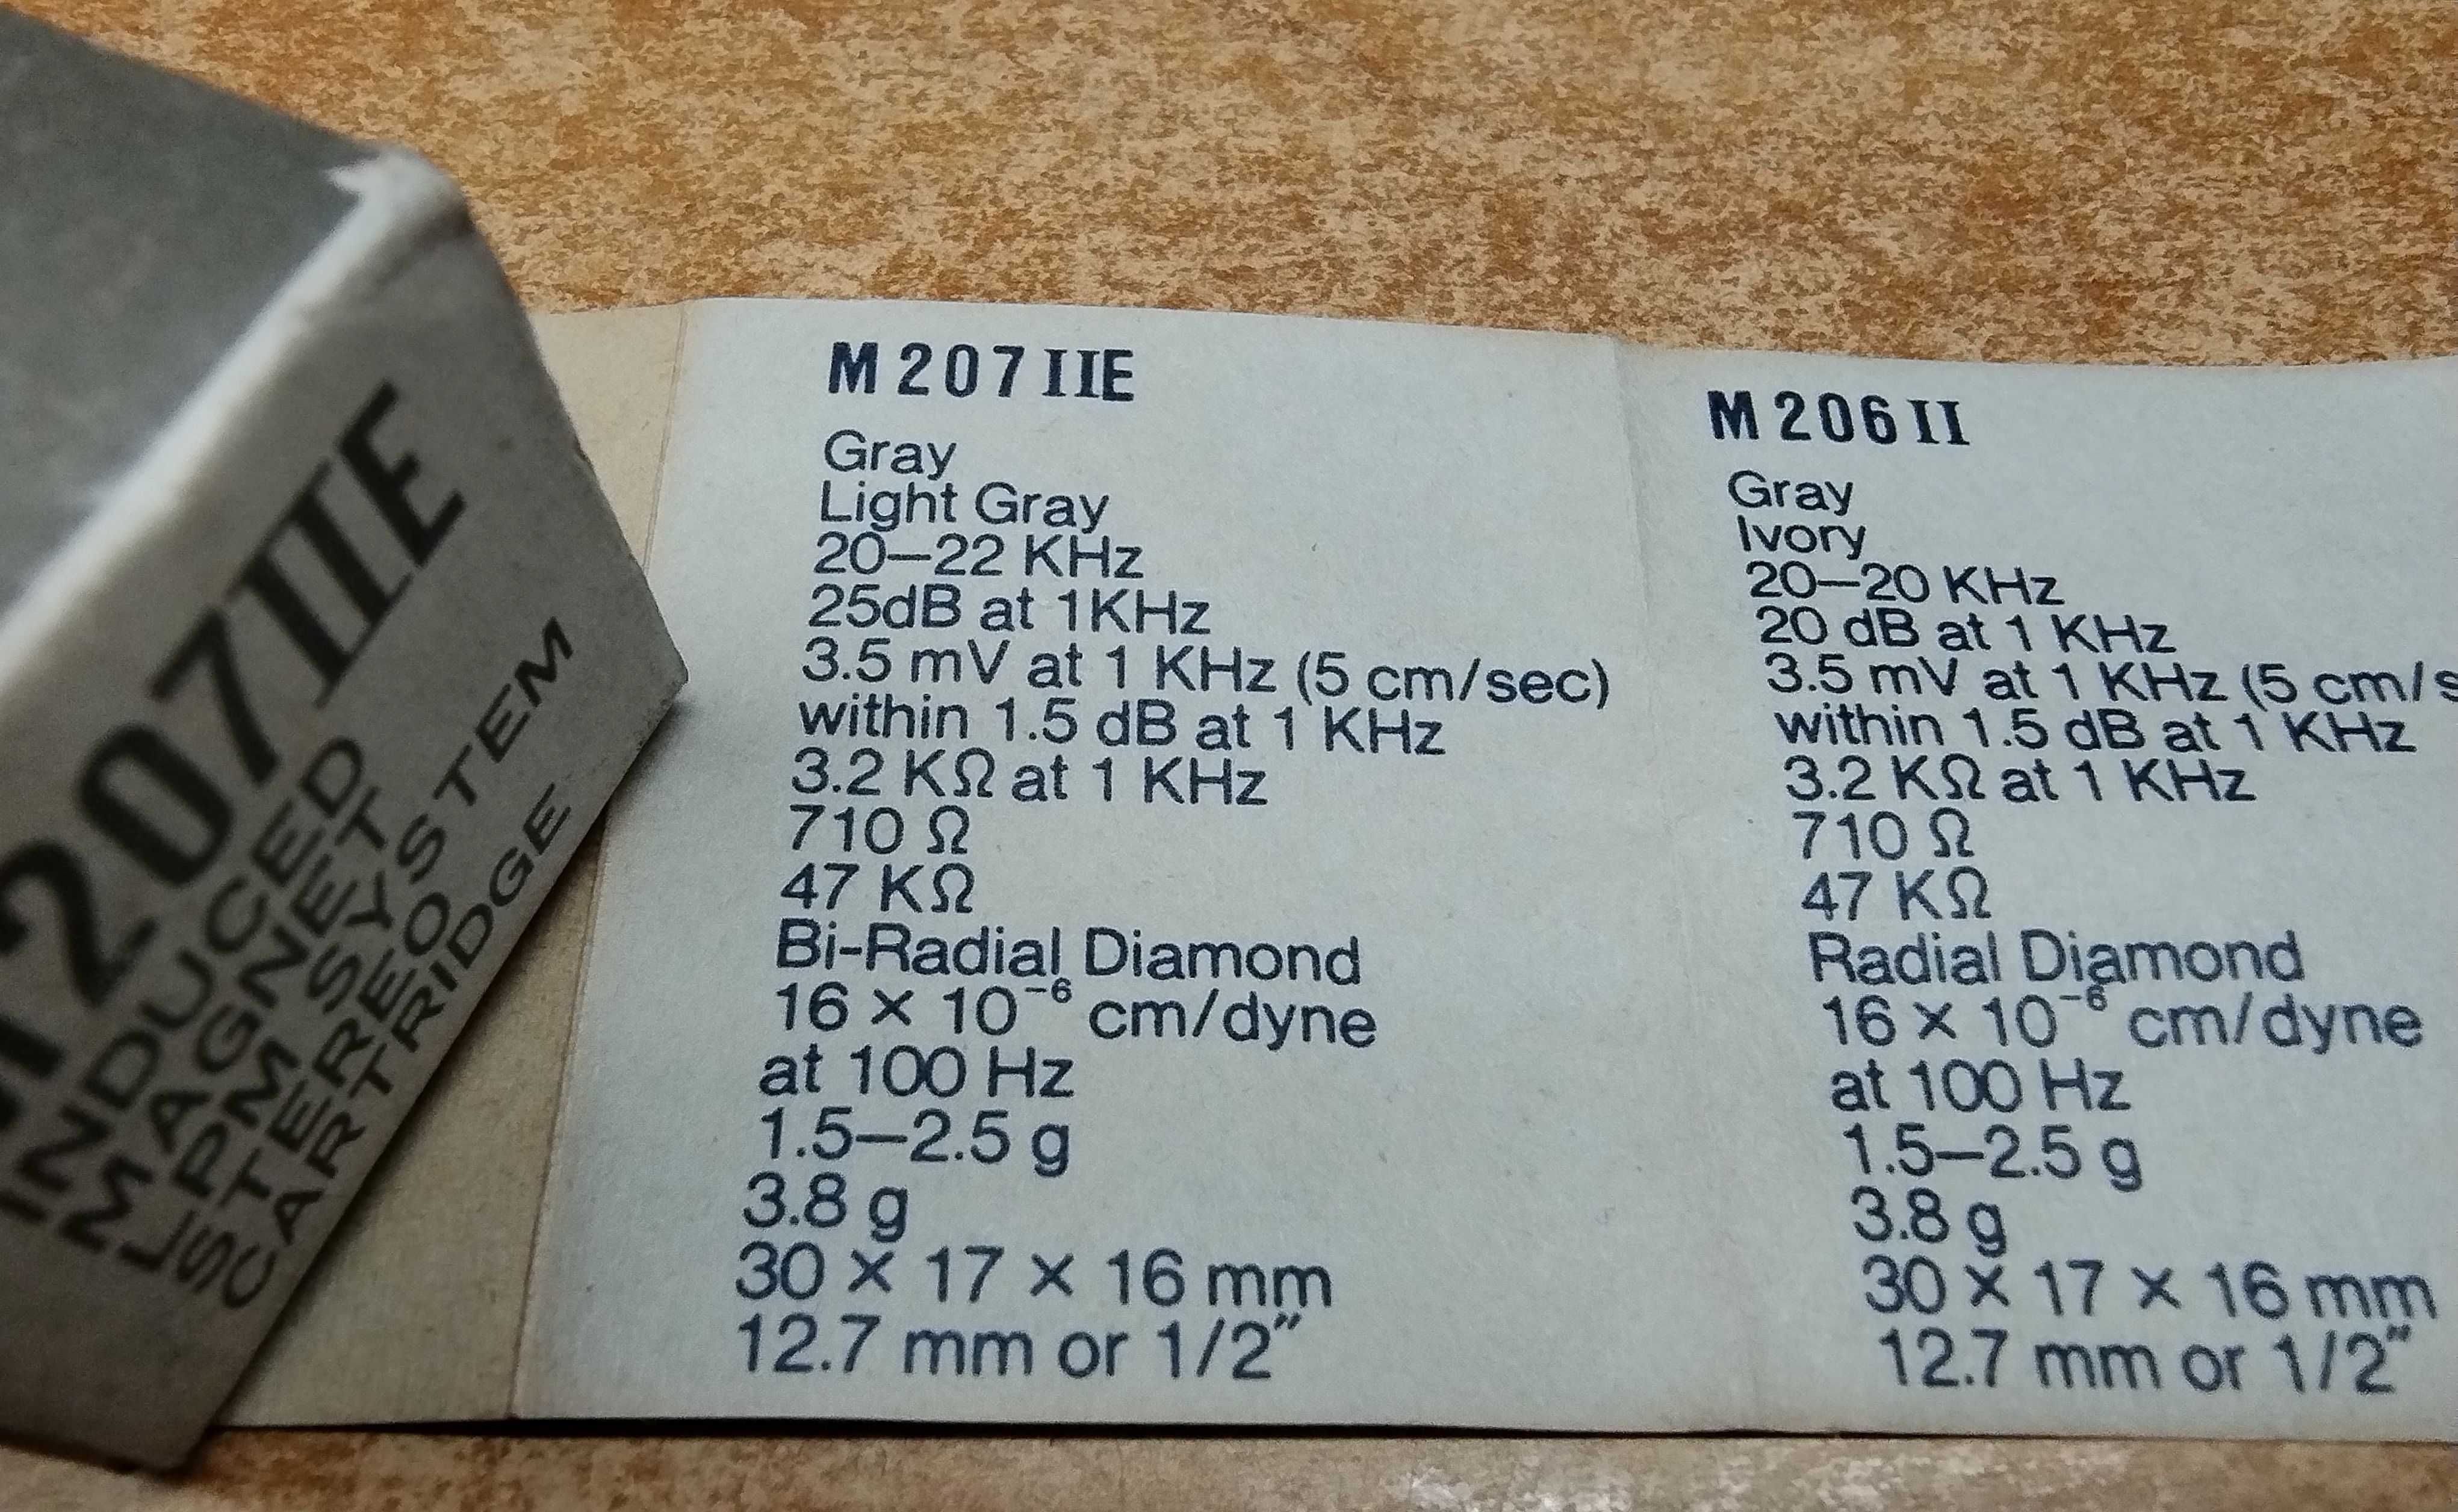 M207IIE
INDUCED
MAGNET
LPM SYSTEM
STEREO
CARTRIDGE
M 207 IIE
Gray
Light Gray
20–22 KHz
25dB at 1KHz
3.5 mV at 1 KHz (5 cm/sec)
within 1.5 dB at 1 KHz
3.2 KΩ at 1 KHz
710 Ω
47 KΩ
Bi-Radial Diamond
16 × 10⁻⁶ cm/dyne
at 100 Hz
1.5–2.5 g
3.8 g
30 × 17 × 16 mm
12.7 mm or 1/2"
M 206 II
Gray
Ivory
20–20 KHz
20 dB at 1 KHz
3.5 mV at 1 KHz (5 cm/s
within 1.5 dB at 1 KHz
3.2 KΩ at 1 KHz
710 Ω
47 KΩ
Radial Diamond
16 × 10⁻⁶ cm/dyne
at 100 Hz
1.5–2.5 g
3.8 g
30 × 17 × 16 mm
12.7 mm or 1/2"